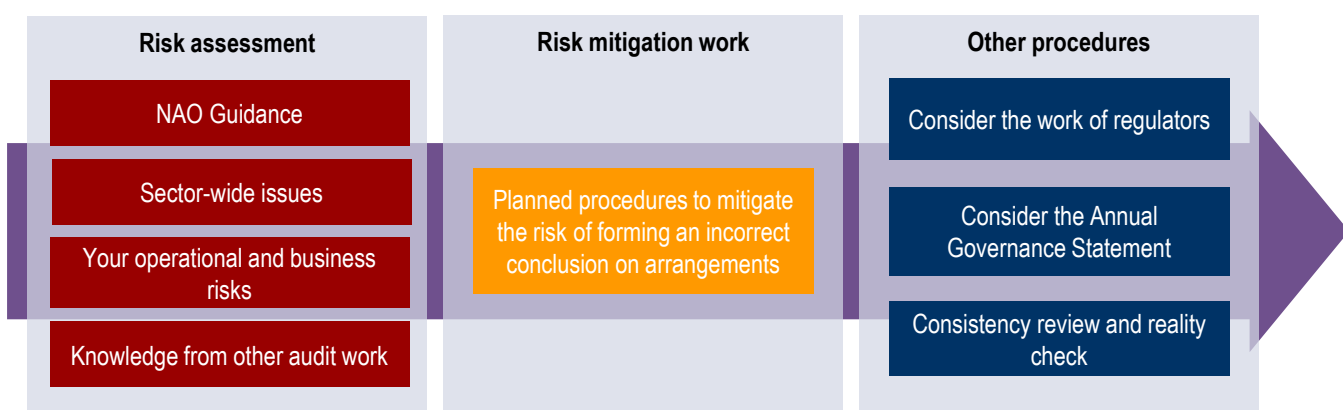 Risk assessment
NAO Guidance
Sector-wide issues
Your operational and business
risks
Knowledge from other audit work
Risk mitigation work
Planned procedures to mitigate
the risk of forming an incorrect
conclusion on arrangements
Other procedures
Consider the work of regulators
Consider the Annual
Governance Statement
Consistency review and reality
check